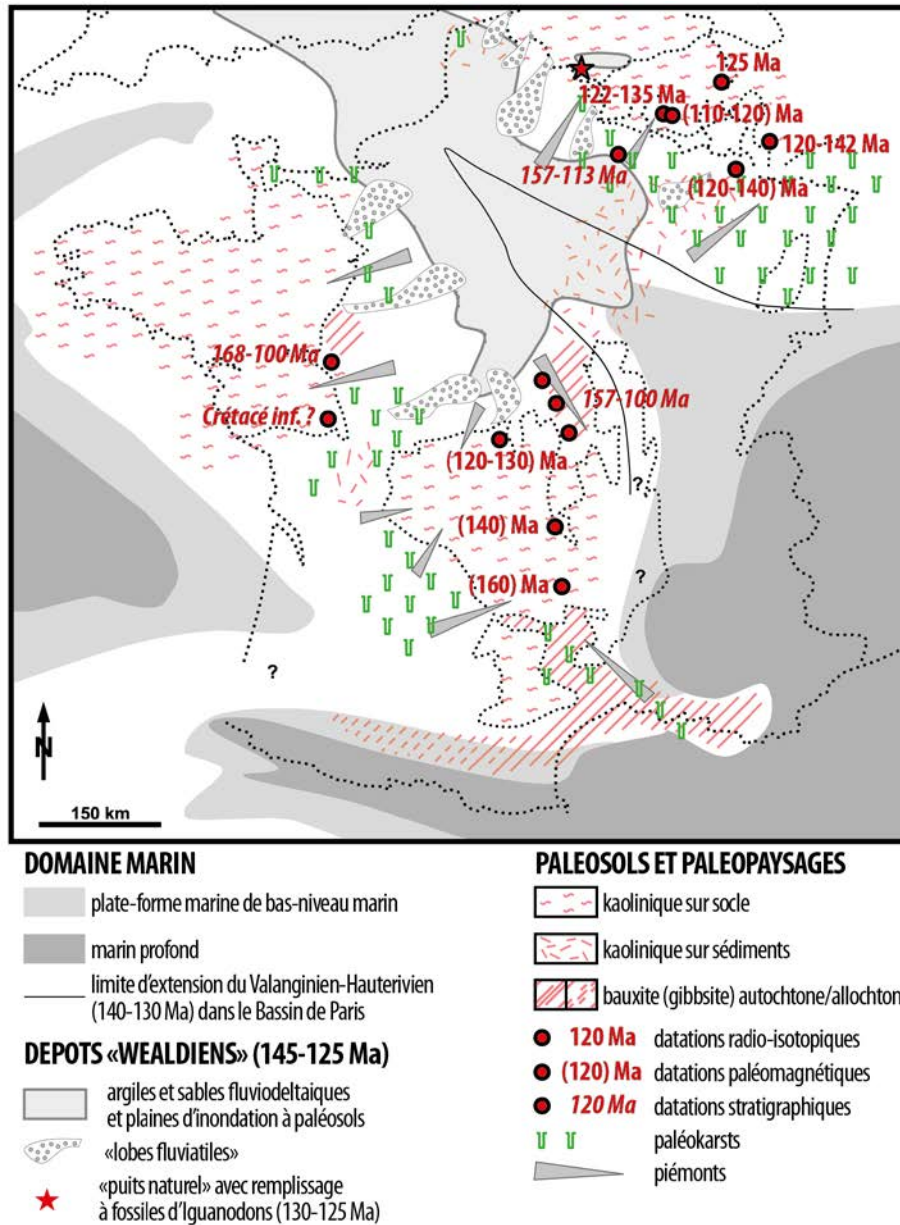 125 Ma
122-135 Ma
(110-120) Ma
120-142 Ma
157-113 Ma
(120-140) Ma
168-100 Ma
157-100 Ma
Crétacé inf. ?
(120-130) Ma
?
(140) Ma
?
(160) Ma
?
N
150 km
DOMAINE MARIN
plate-forme marine de bas-niveau marin
marin profond
limite d'extension du Valanginien-Hauterivien
(140-130 Ma) dans le Bassin de Paris
DEPOTS «WEALDIENS» (145-125 Ma)
argiles et sables fluviodeltaiques
et plaines d'inondation à paléosols
«lobes fluviatiles»
«puits naturel» avec remplissage
à fossiles d'Iguanodons (130-125 Ma)
PALEOSOLS ET PALEOPAYSAGES
kaolinique sur socle
kaolinique sur sédiments
bauxite (gibbsite) autochtone/allochton
120 Ma datations radio-isotopiques
(120) Ma datations paléomagnétiques
120 Ma datations stratigraphiques
paléokarsts
piémonts